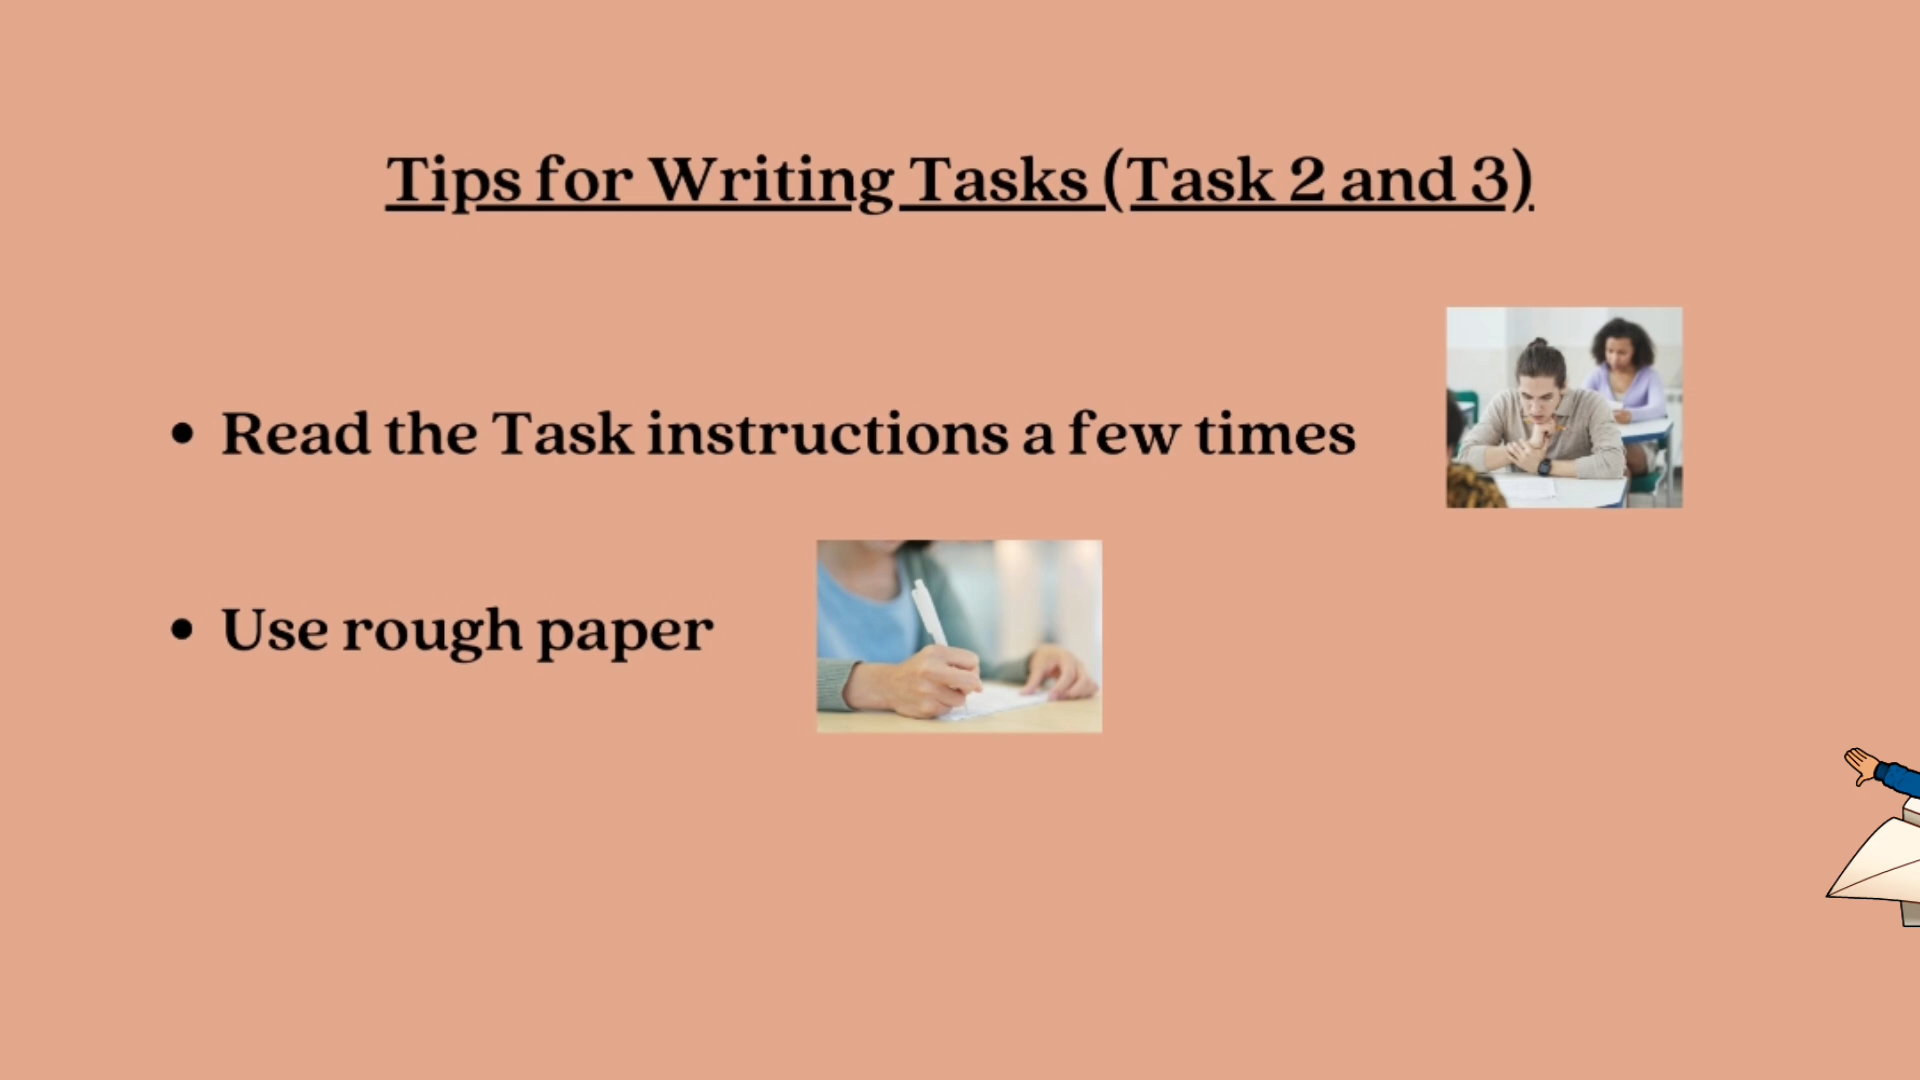 Tips for Writing Tasks (Task 2 and 3)
• Read the Task instructions a few times
• Use rough paper